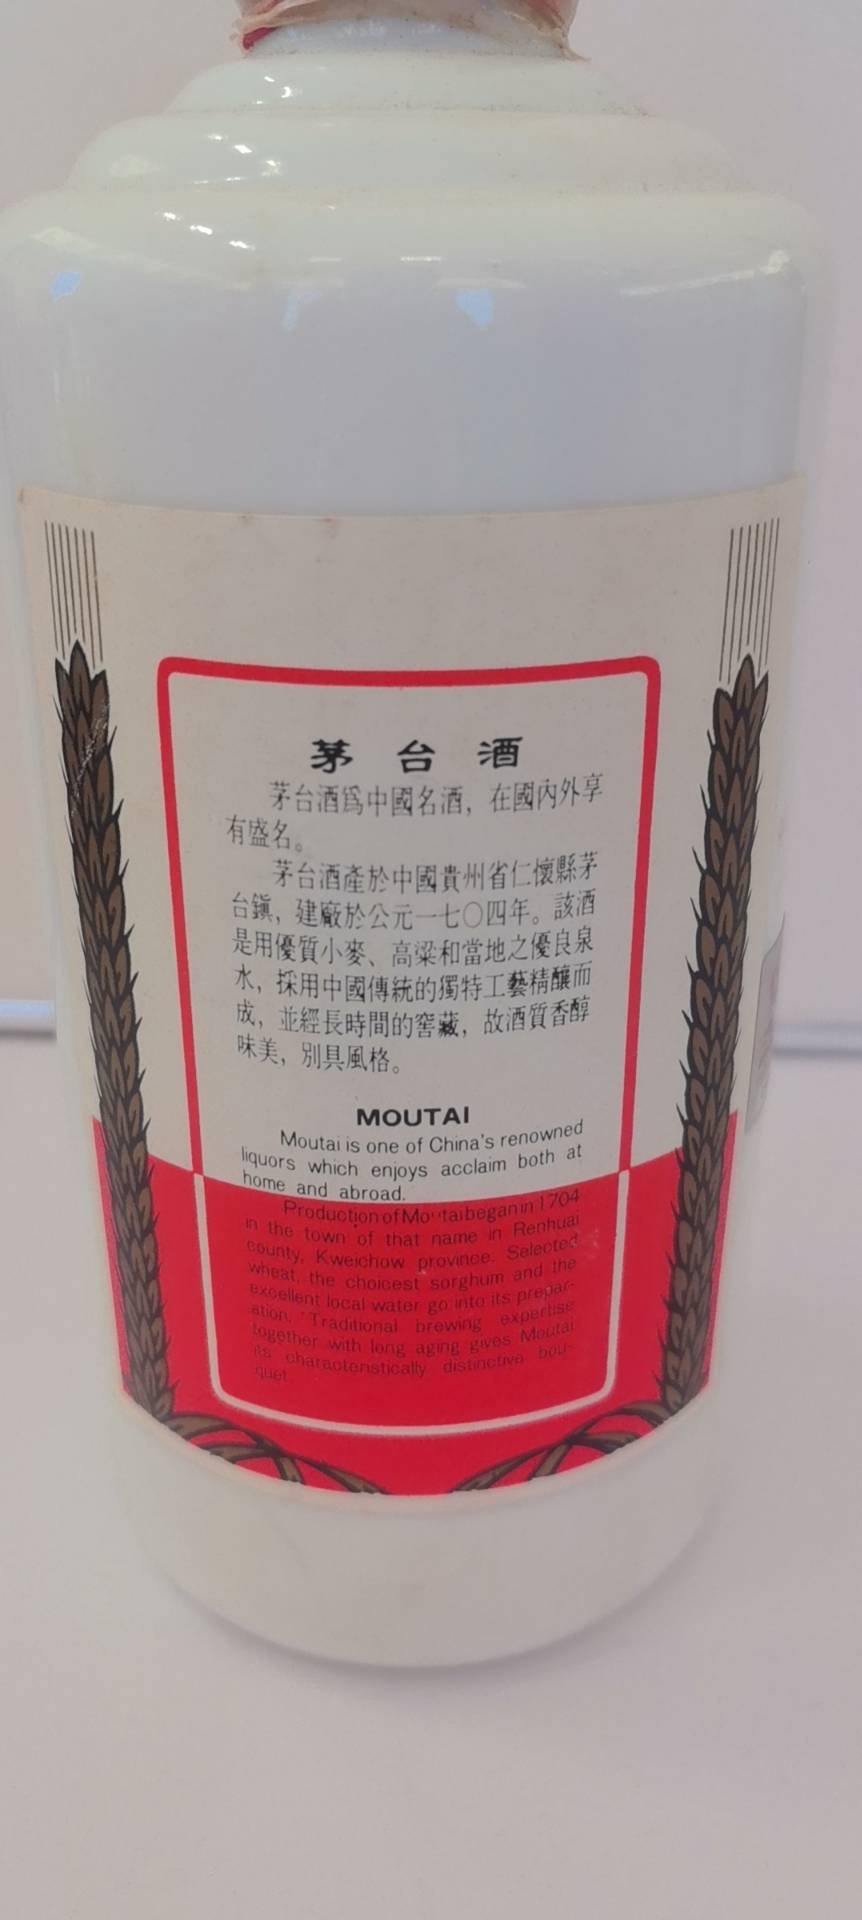 茅台酒
茅台酒爲中國名酒，在國內外享
有盛名。
茅台酒產於中國貴州省仁懷縣茅
台鎭，建廠於公元一七〇四年。該酒
是用優質小麥、高粱和當地之優良泉
水，採用中國傳統的獨特工藝精釀而
成，並經長時間的窖藏，故酒質香醇
味美，別具風格。
MOUTAI
Moutai is one of China's renowned
liquors which enjoys acclaim both at
home and abroad.
Production of Moutai began in 1704
in the town of that name in Renhuai
county, Kweichow province. Selected
wheat, the choicest sorghum and the
excellent local water go into its prepar-
ation. Traditional brewing expertise
together with long aging gives Moutai
its characteristically distinctive bou-
quet.